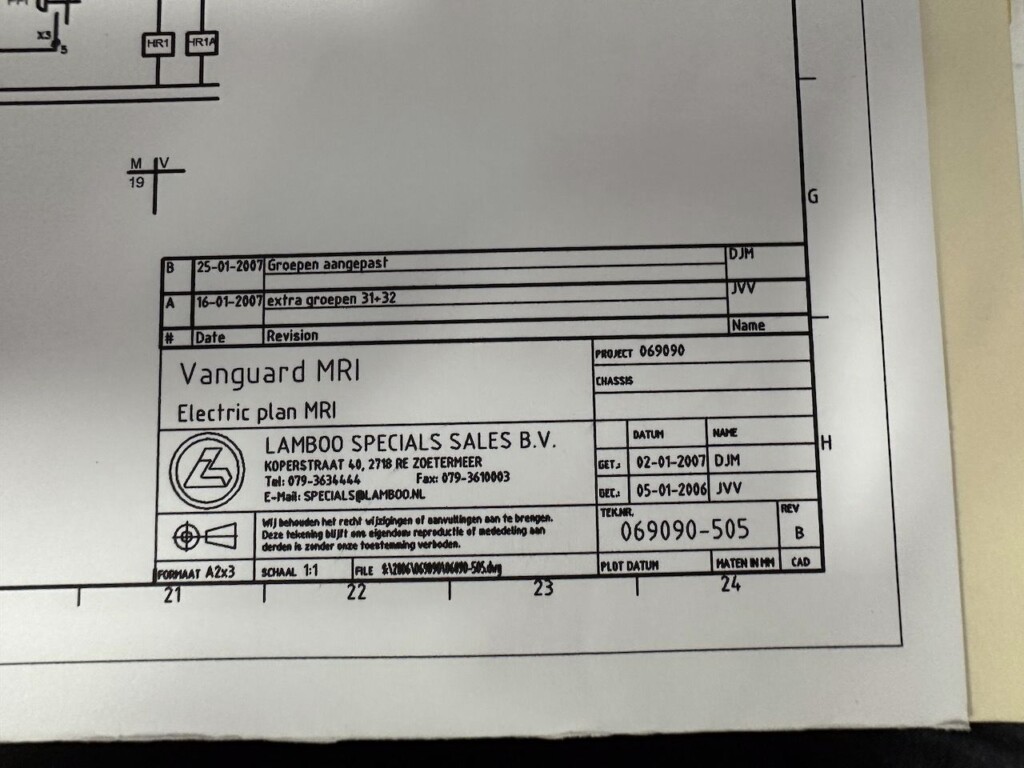 x3
5
HR1
HR1A
M V
19
G
B 25-01-2007 Groepen aangepast DJM
A 16-01-2007 extra groepen 31+32 JVV
# Date Revision Name
Vanguard MRI
Electric plan MRI
PROJECT 069090
CHASSIS
LAMBOO SPECIALS SALES B.V.
KOPERSTRAAT 40, 2718 RE ZOETERMEER
Tel: 079-3634444 Fax: 079-3610003
E-Mail: SPECIALS@LAMBOO.NL
DATUM NAME
GET.: 02-01-2007 DJM
GEC.: 05-01-2006 JVV
H
Wij behouden het recht wijzigingen of aanvullingen aan te brengen.
Deze tekening blijft ons eigendom reproductie of mededeling aan
derden is zonder onze toestemming verboden.
TEK.NR. 069090-505
REV B
FORMAAT A2x3 SCHAAL 1:1 FILE
PLOT DATUM MATEN IN MM CAD
21 22 23 24